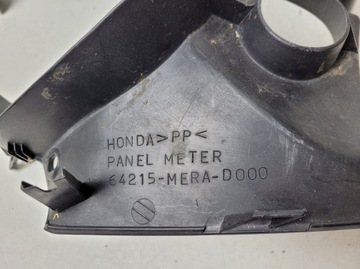 HONDA>PP<
PANEL METER
64215-MERA-D000